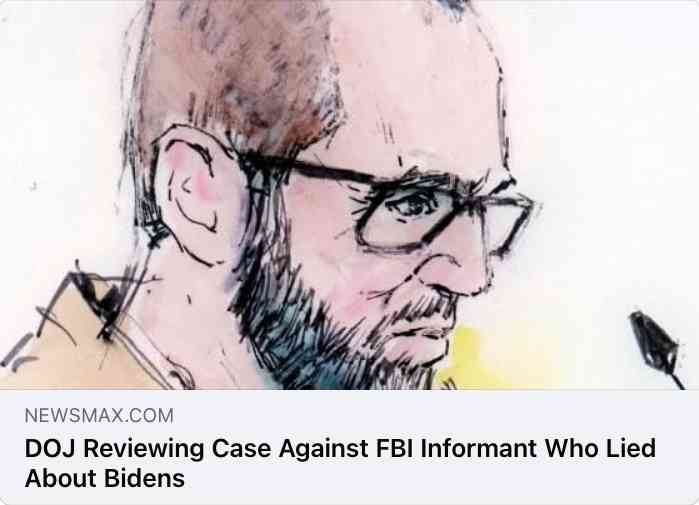 NEWSMAX.COM
DOJ Reviewing Case Against FBI Informant Who Lied
About Bidens